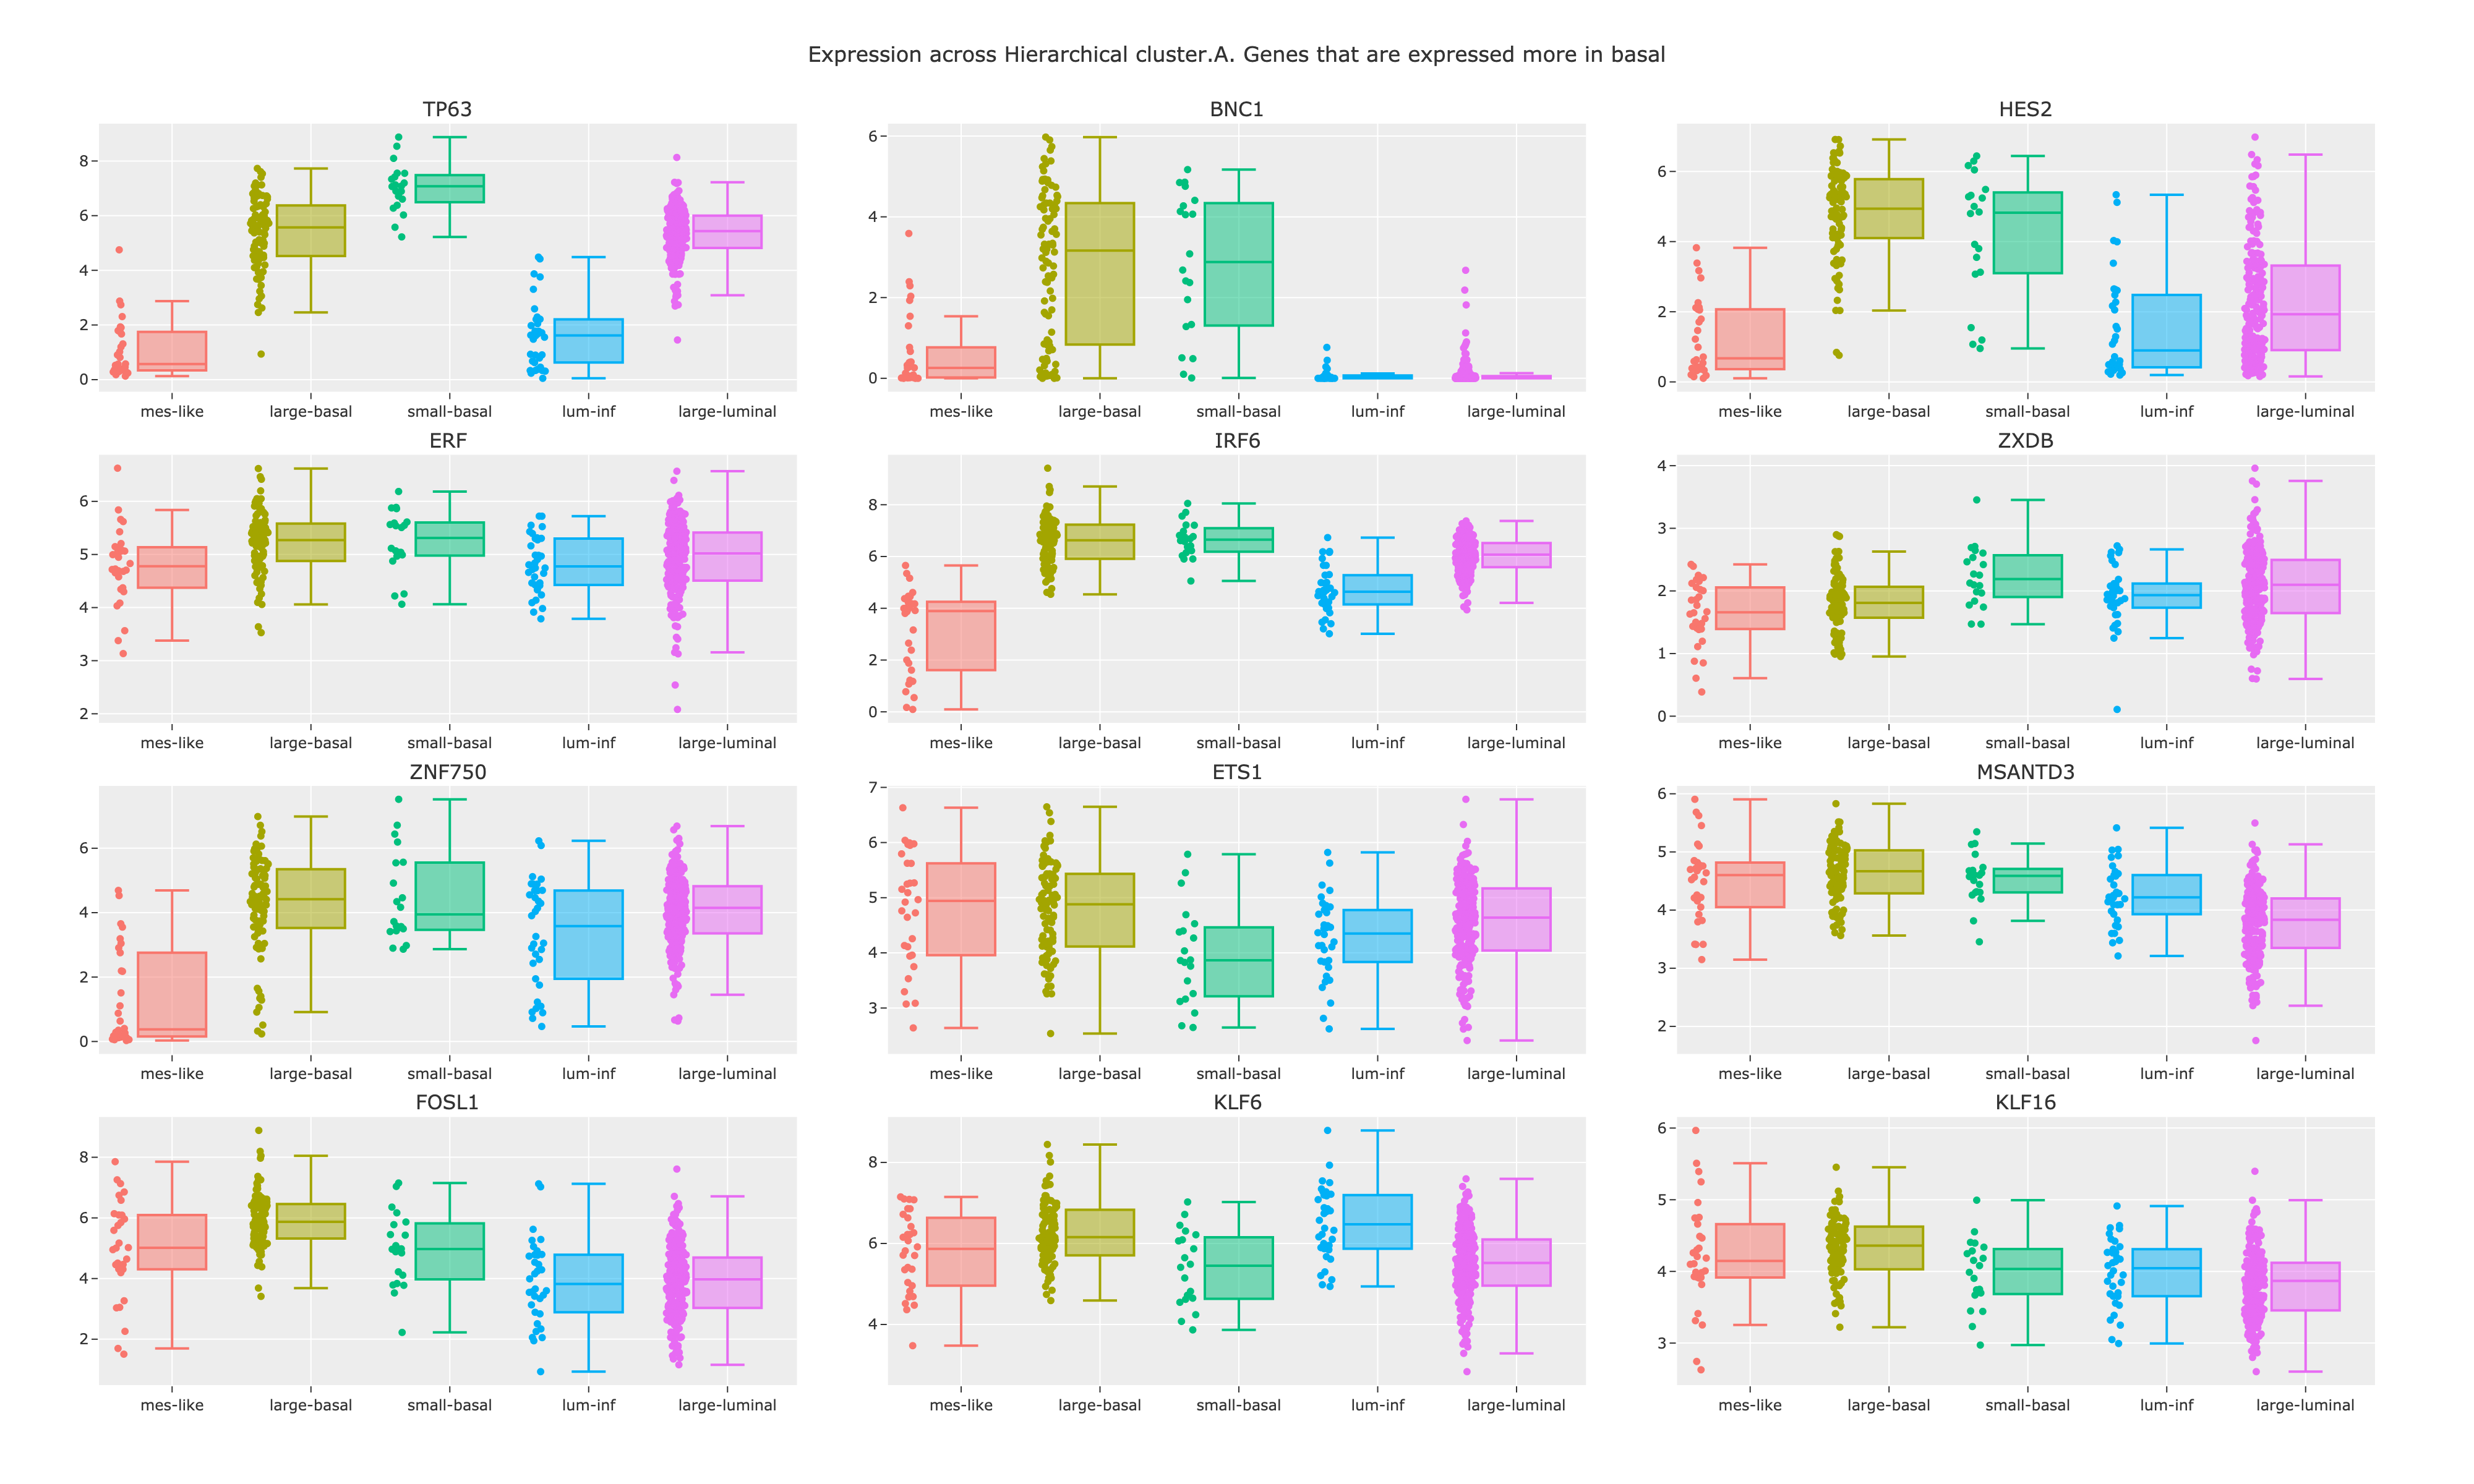 Expression across Hierarchical cluster.A. Genes that are expressed more in basal
TP63
BNC1
HES2
8
6
4
2
0
6
4
2
0
6
4
2
0
mes-like large-basal small-basal lum-inf large-luminal
mes-like large-basal small-basal lum-inf large-luminal
mes-like large-basal small-basal lum-inf large-luminal
ERF
IRF6
ZXDB
6
5
4
3
2
8
6
4
2
0
4
3
2
1
0
mes-like large-basal small-basal lum-inf large-luminal
mes-like large-basal small-basal lum-inf large-luminal
mes-like large-basal small-basal lum-inf large-luminal
ZNF750
ETS1
MSANTD3
6
4
2
0
7
6
5
4
3
6
5
4
3
2
mes-like large-basal small-basal lum-inf large-luminal
mes-like large-basal small-basal lum-inf large-luminal
mes-like large-basal small-basal lum-inf large-luminal
FOSL1
KLF6
KLF16
8
6
4
2
8
6
4
6
5
4
3
mes-like large-basal small-basal lum-inf large-luminal
mes-like large-basal small-basal lum-inf large-luminal
mes-like large-basal small-basal lum-inf large-luminal